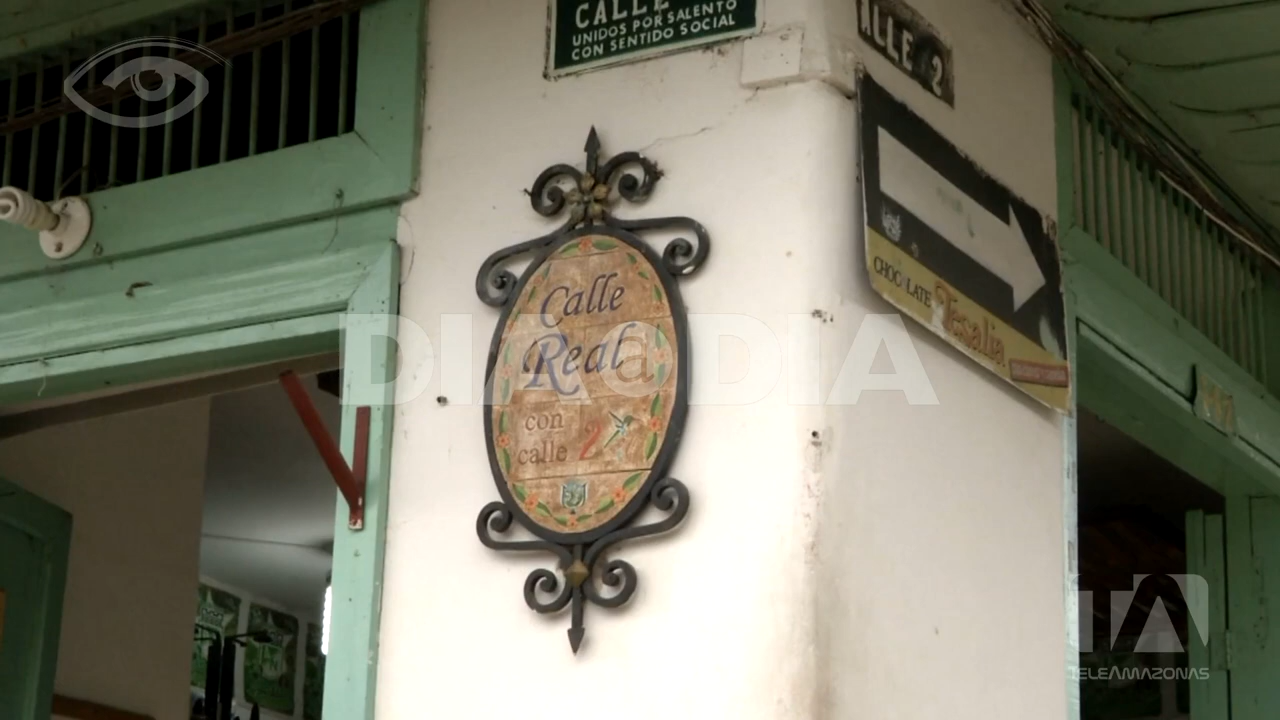 CALLE
UNIDOS POR SALENTO
CON SENTIDO SOCIAL
ALLE 2
CHOCOLATE
Tesalia
Calle
Real
con
calle 2
DIA@DIA
TELEAMAZONAS